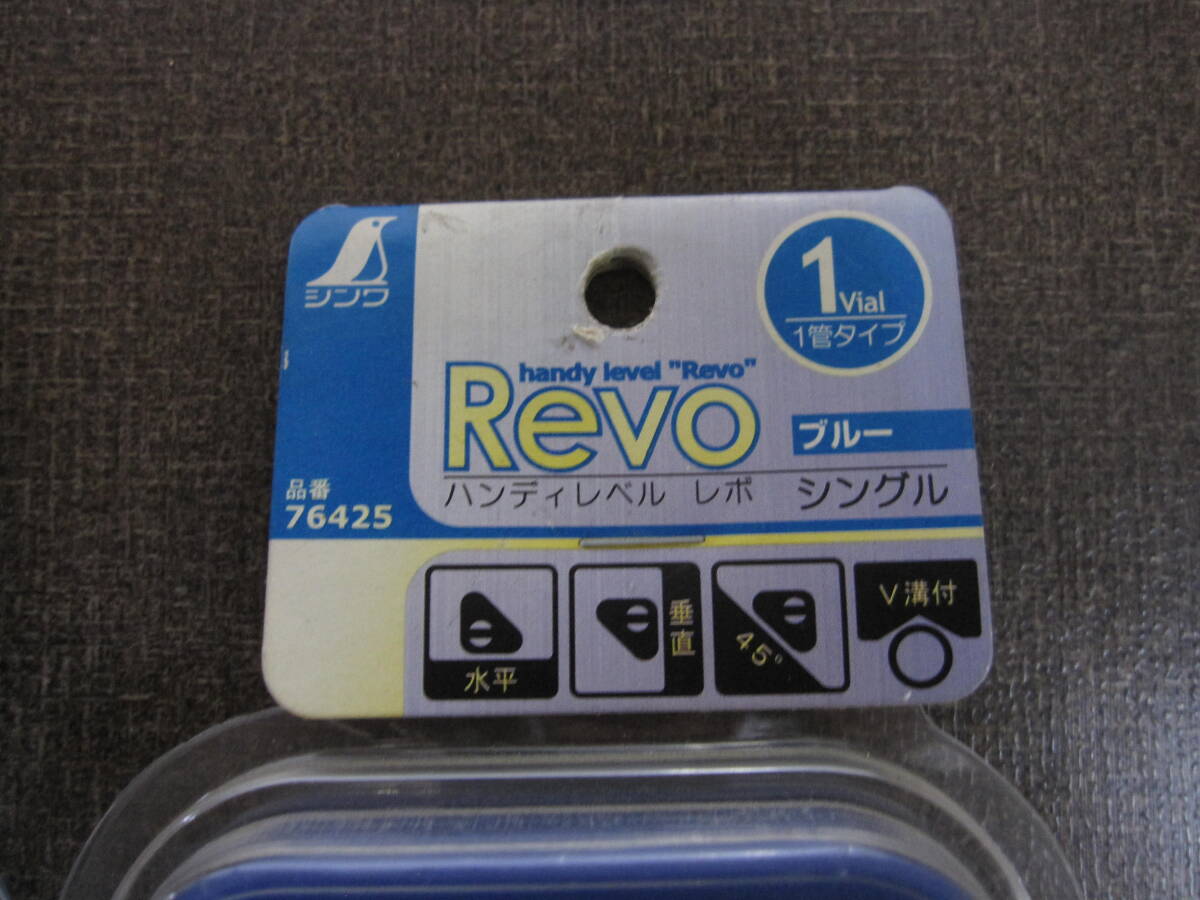 シンワ
1 Vial
1管タイプ
handy level "Revo"
Revo
ブルー
ハンディレベル レボ シングル
品番
76425
水平
垂直
45°
V溝付